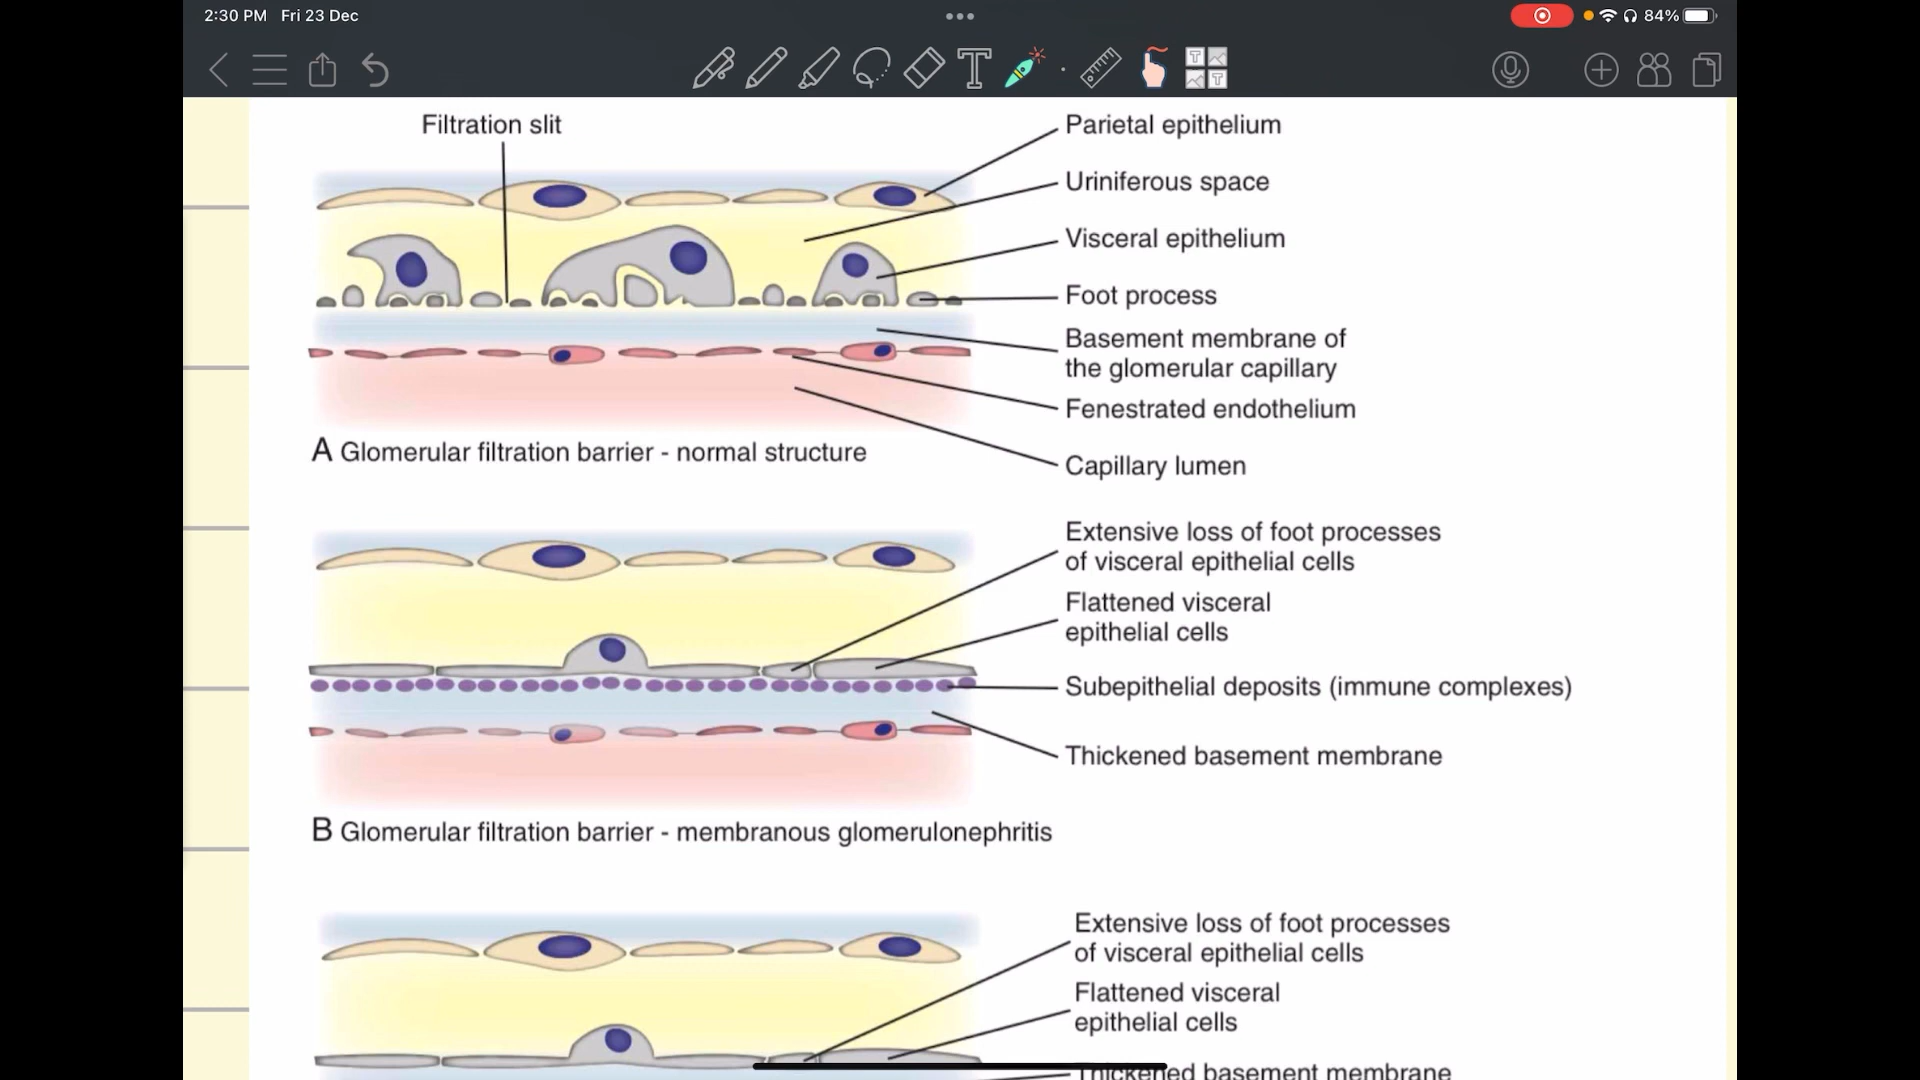 2:30 PM Fri 23 Dec
84%
Filtration slit
Parietal epithelium
Uriniferous space
Visceral epithelium
Foot process
Basement membrane of
the glomerular capillary
Fenestrated endothelium
A Glomerular filtration barrier - normal structure
Capillary lumen
Extensive loss of foot processes
of visceral epithelial cells
Flattened visceral
epithelial cells
Subepithelial deposits (immune complexes)
Thickened basement membrane
B Glomerular filtration barrier - membranous glomerulonephritis
Extensive loss of foot processes
of visceral epithelial cells
Flattened visceral
epithelial cells
Thickened basement membrane